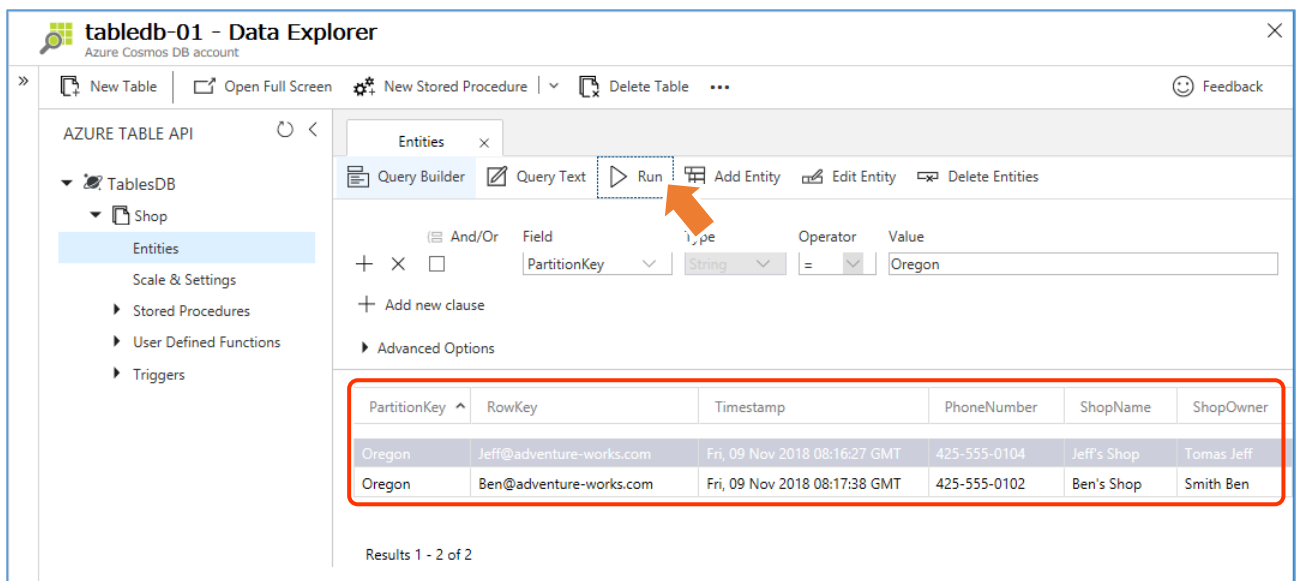 tabledb-01 - Data Explorer
Azure Cosmos DB account
New Table Open Full Screen New Stored Procedure Delete Table ••• Feedback
AZURE TABLE API
TablesDB
Shop
Entities
Scale & Settings
Stored Procedures
User Defined Functions
Triggers
Entities
Query Builder Query Text Run Add Entity Edit Entity Delete Entities
And/Or Field Type Operator Value
PartitionKey String = Oregon
Add new clause
Advanced Options
PartitionKey RowKey Timestamp PhoneNumber ShopName ShopOwner
Oregon Jeff@adventure-works.com Fri, 09 Nov 2018 08:16:27 GMT 425-555-0104 Jeff's Shop Tomas Jeff
Oregon Ben@adventure-works.com Fri, 09 Nov 2018 08:17:38 GMT 425-555-0102 Ben's Shop Smith Ben
Results 1 - 2 of 2